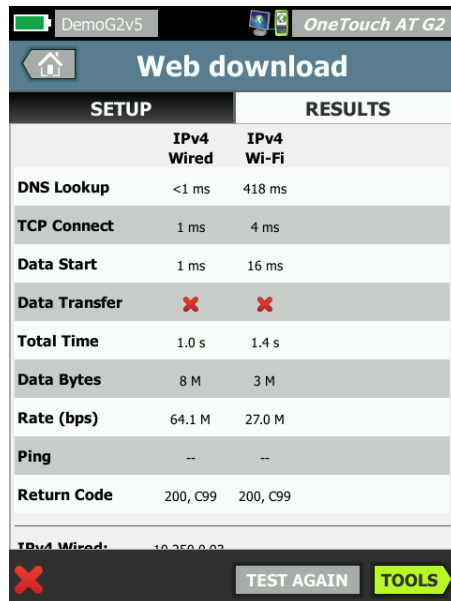 DemoG2v5 OneTouch AT G2
Web download
SETUP RESULTS
IPv4 IPv4
Wired Wi-Fi
DNS Lookup <1 ms 418 ms
TCP Connect 1 ms 4 ms
Data Start 1 ms 16 ms
Data Transfer
Total Time 1.0 s 1.4 s
Data Bytes 8 M 3 M
Rate (bps) 64.1 M 27.0 M
Ping -- --
Return Code 200, C99 200, C99
IPv4 Wired:
TEST AGAIN TOOLS